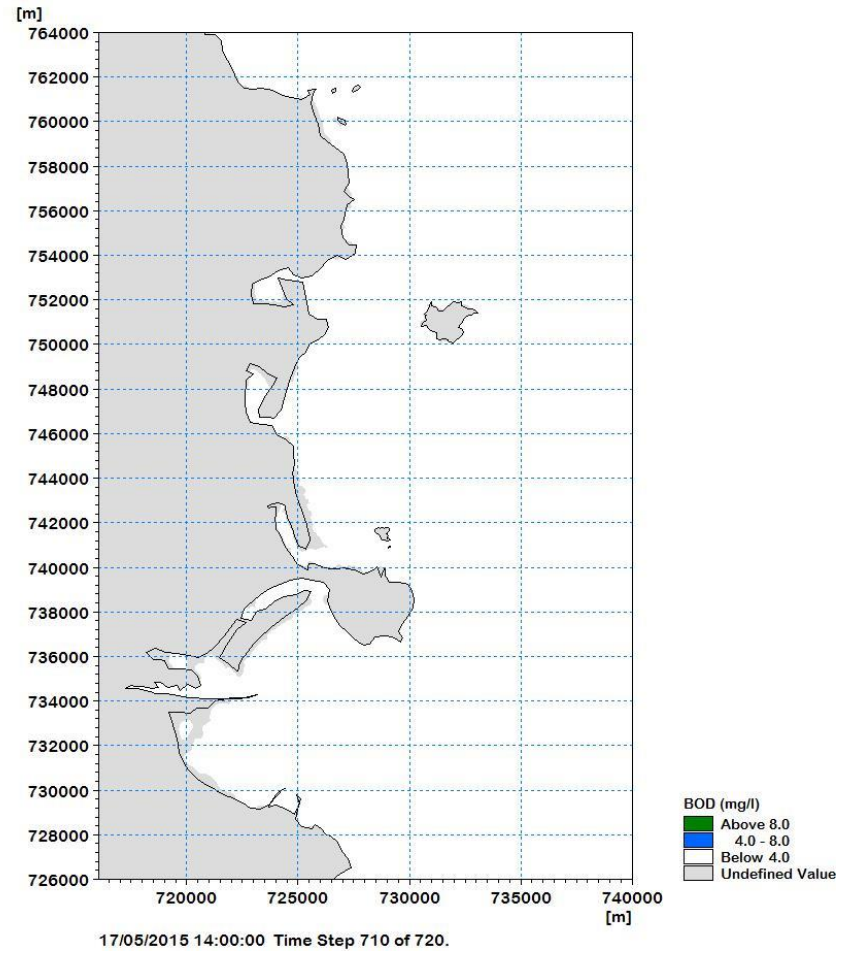 [m]
764000
762000
760000
758000
756000
754000
752000
750000
748000
746000
744000
742000
740000
738000
736000
734000
732000
730000
728000
726000
720000 725000 730000 735000 740000
[m]
BOD (mg/l)
Above 8.0
4.0 - 8.0
Below 4.0
Undefined Value
17/05/2015 14:00:00 Time Step 710 of 720.